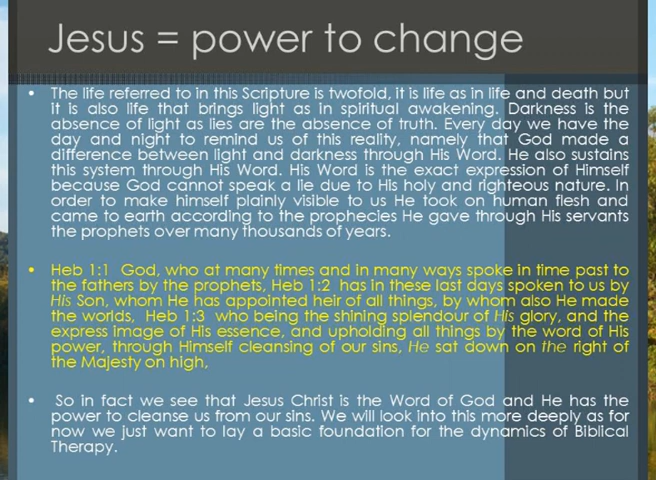 Jesus = power to change
• The life referred to in this Scripture is twofold, it is life as in life and death but
it is also life that brings light as in spiritual awakening. Darkness is the
absence of light as lies are the absence of truth. Every day we have the
day and night to remind us of this reality, namely that God made a
difference between light and darkness through His Word. He also sustains
this system through His Word. His Word is the exact expression of Himself
because God cannot speak a lie due to His holy and righteous nature. In
order to make himself plainly visible to us He took on human flesh and
came to earth according to the prophecies He gave through His servants
the prophets over many thousands of years.
• Heb 1:1 God, who at many times and in many ways spoke in time past to
the fathers by the prophets, Heb 1:2 has in these last days spoken to us by
His Son, whom He has appointed heir of all things, by whom also He made
the worlds, Heb 1:3 who being the shining splendour of His glory, and the
express image of His essence, and upholding all things by the word of His
power, through Himself cleansing of our sins, He sat down on the right of
the Majesty on high,
• So in fact we see that Jesus Christ is the Word of God and He has the
power to cleanse us from our sins. We will look into this more deeply as for
now we just want to lay a basic foundation for the dynamics of Biblical
Therapy.